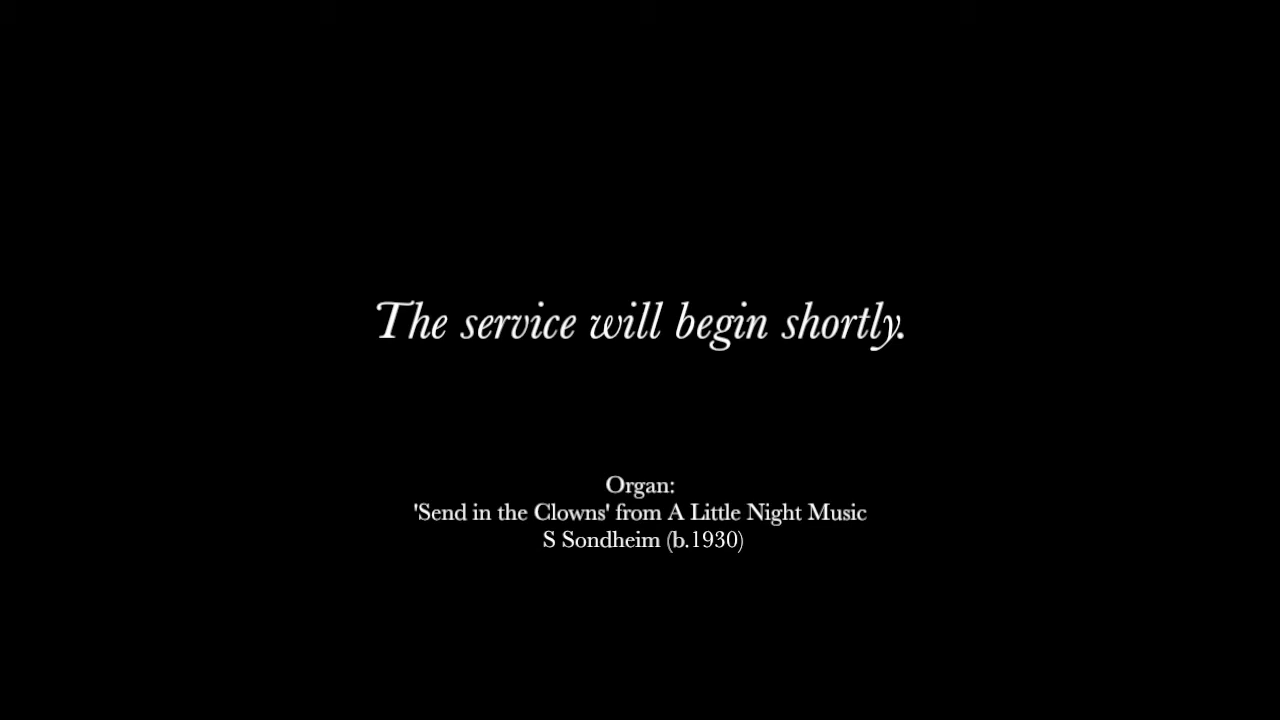 The service will begin shortly.
Organ:
'Send in the Clowns' from A Little Night Music
S Sondheim (b.1930)